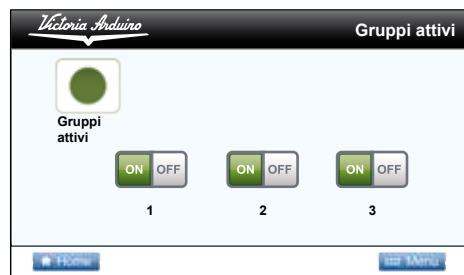 Victoria Arduino
Gruppi attivi
Gruppi
attivi
ON OFF ON OFF ON OFF
1 2 3
Home Menu